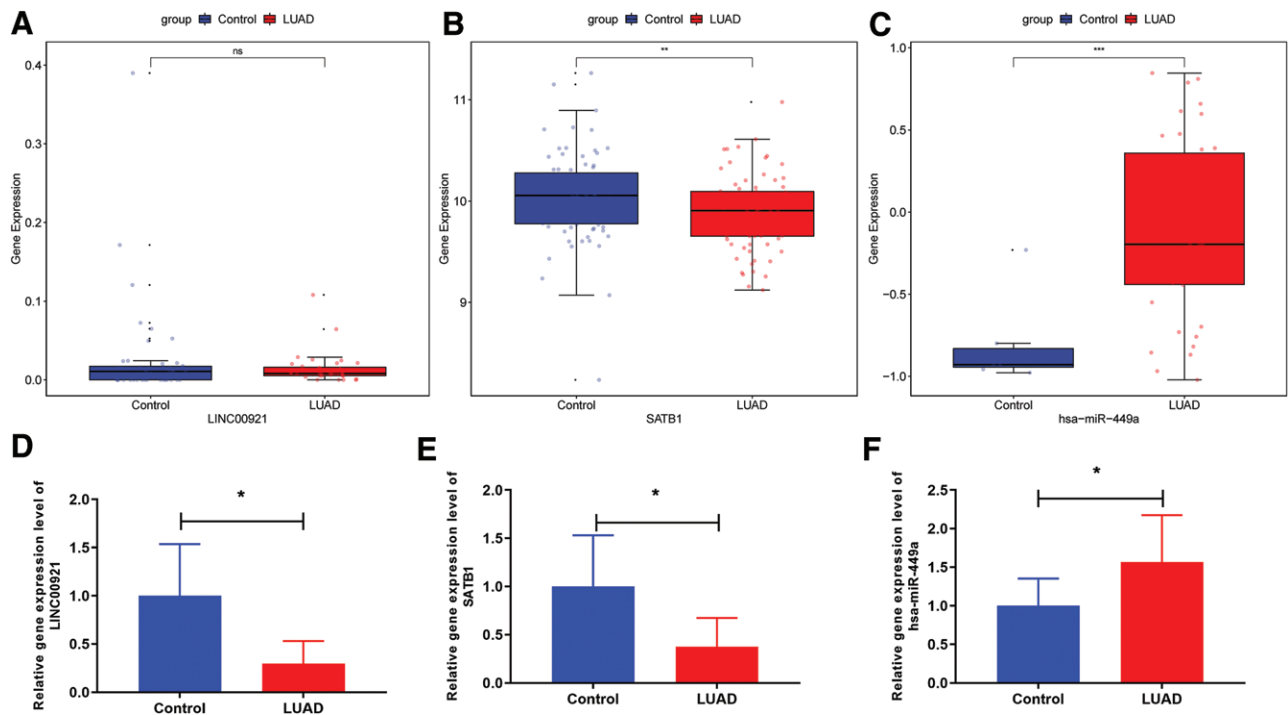 A
group Control LUAD
ns
Gene Expression
0.4
0.3
0.2
0.1
0.0
Control LUAD
LINC00921
B
group Control LUAD
**
Gene Expression
11
10
9
Control LUAD
SATB1
C
group Control LUAD
***
Gene Expression
1.0
0.5
0.0
−0.5
−1.0
Control LUAD
hsa−miR−449a
D
Relative gene expression level of
LINC00921
2.0
1.5
1.0
0.5
0.0
*
Control LUAD
E
Relative gene expression level of
SATB1
2.0
1.5
1.0
0.5
0.0
*
Control LUAD
F
Relative gene expression level of
hsa-miR-449a
2.5
2.0
1.5
1.0
0.5
0.0
*
Control LUAD